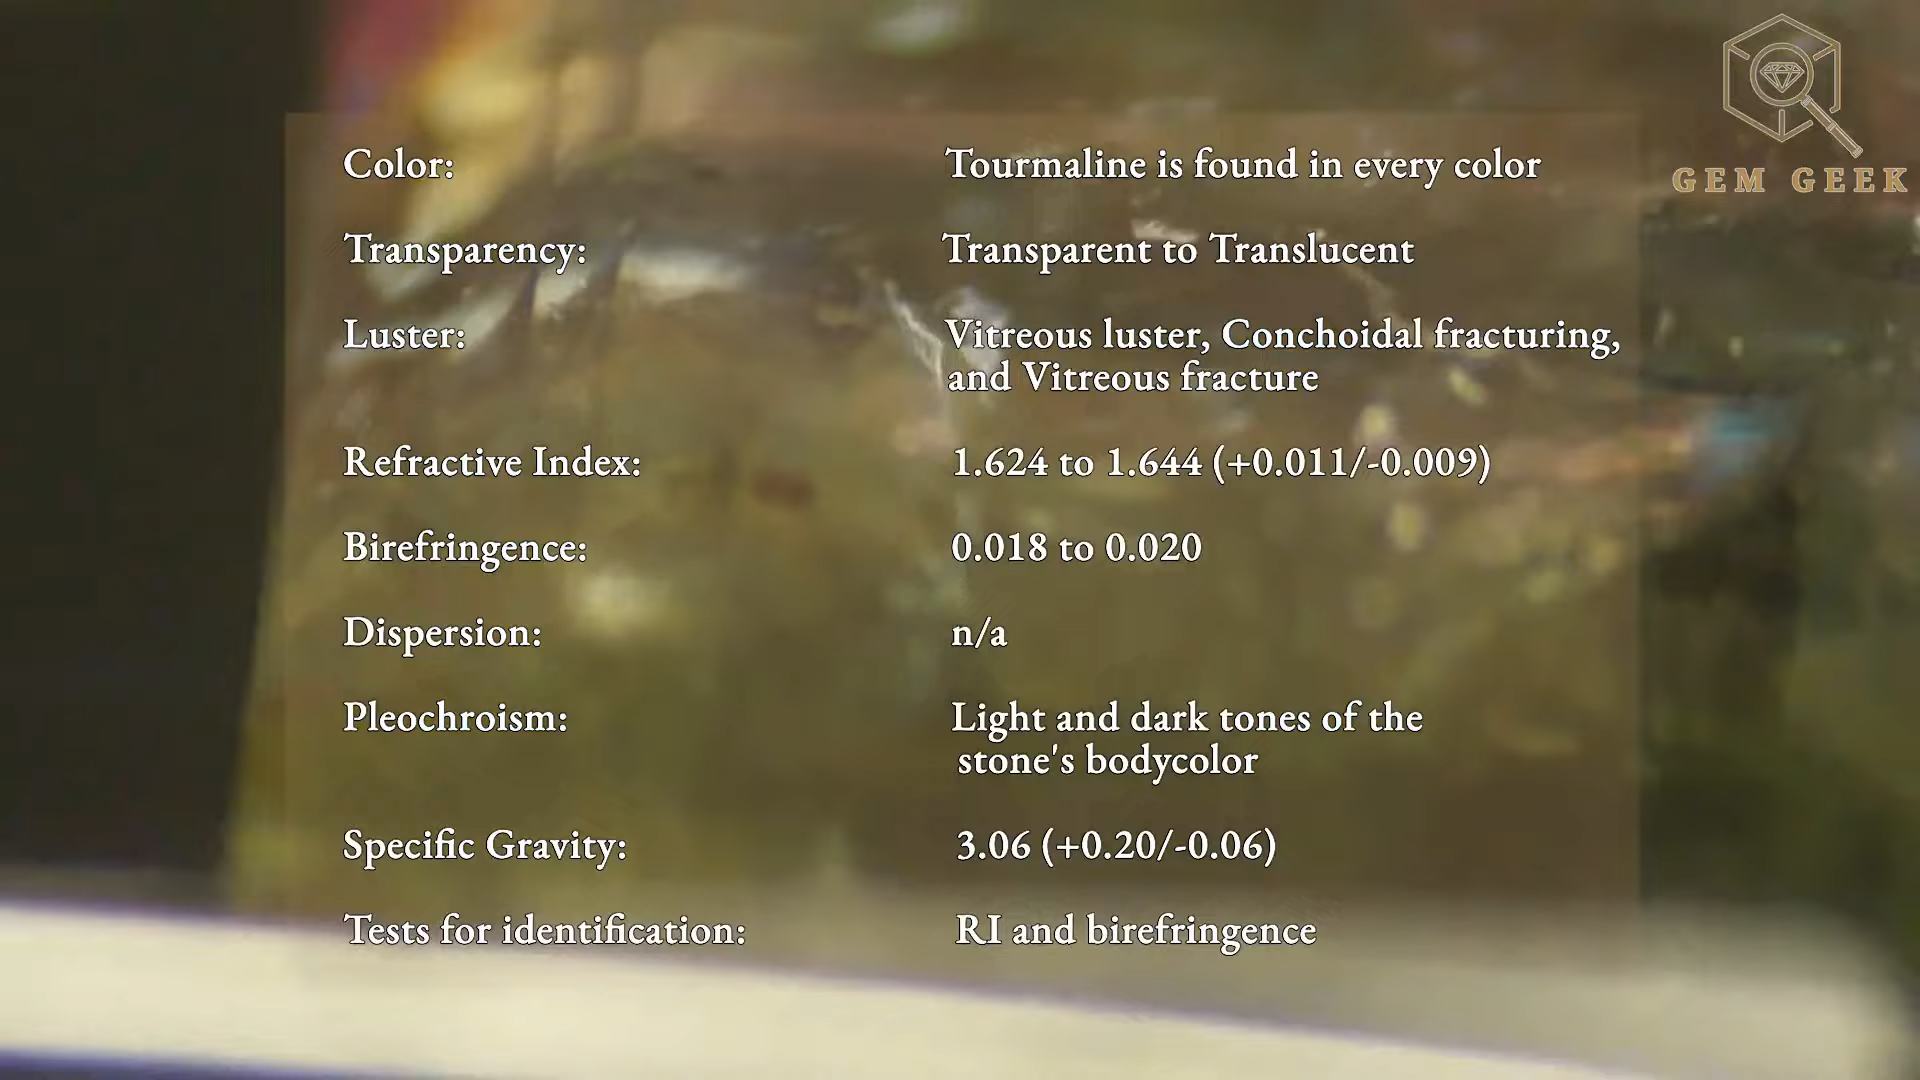 GEM GEEK
Color: Tourmaline is found in every color
Transparency: Transparent to Translucent
Luster: Vitreous luster, Conchoidal fracturing,
and Vitreous fracture
Refractive Index: 1.624 to 1.644 (+0.011/-0.009)
Birefringence: 0.018 to 0.020
Dispersion: n/a
Pleochroism: Light and dark tones of the
stone's bodycolor
Specific Gravity: 3.06 (+0.20/-0.06)
Tests for identification: RI and birefringence